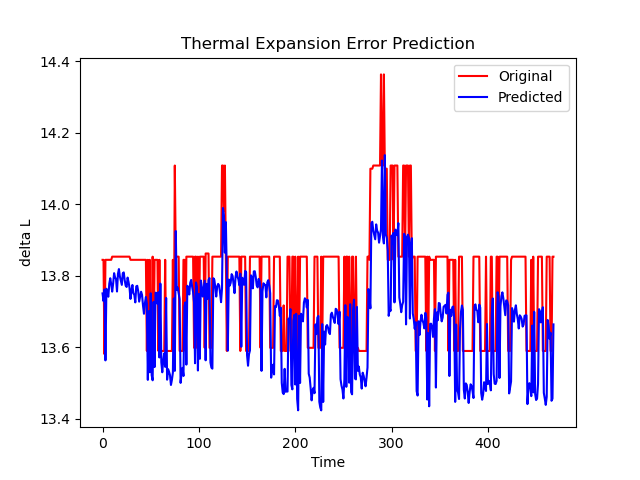 Thermal Expansion Error Prediction
Original
Predicted
delta L
14.4
14.2
14.0
13.8
13.6
13.4
0 100 200 300 400
Time